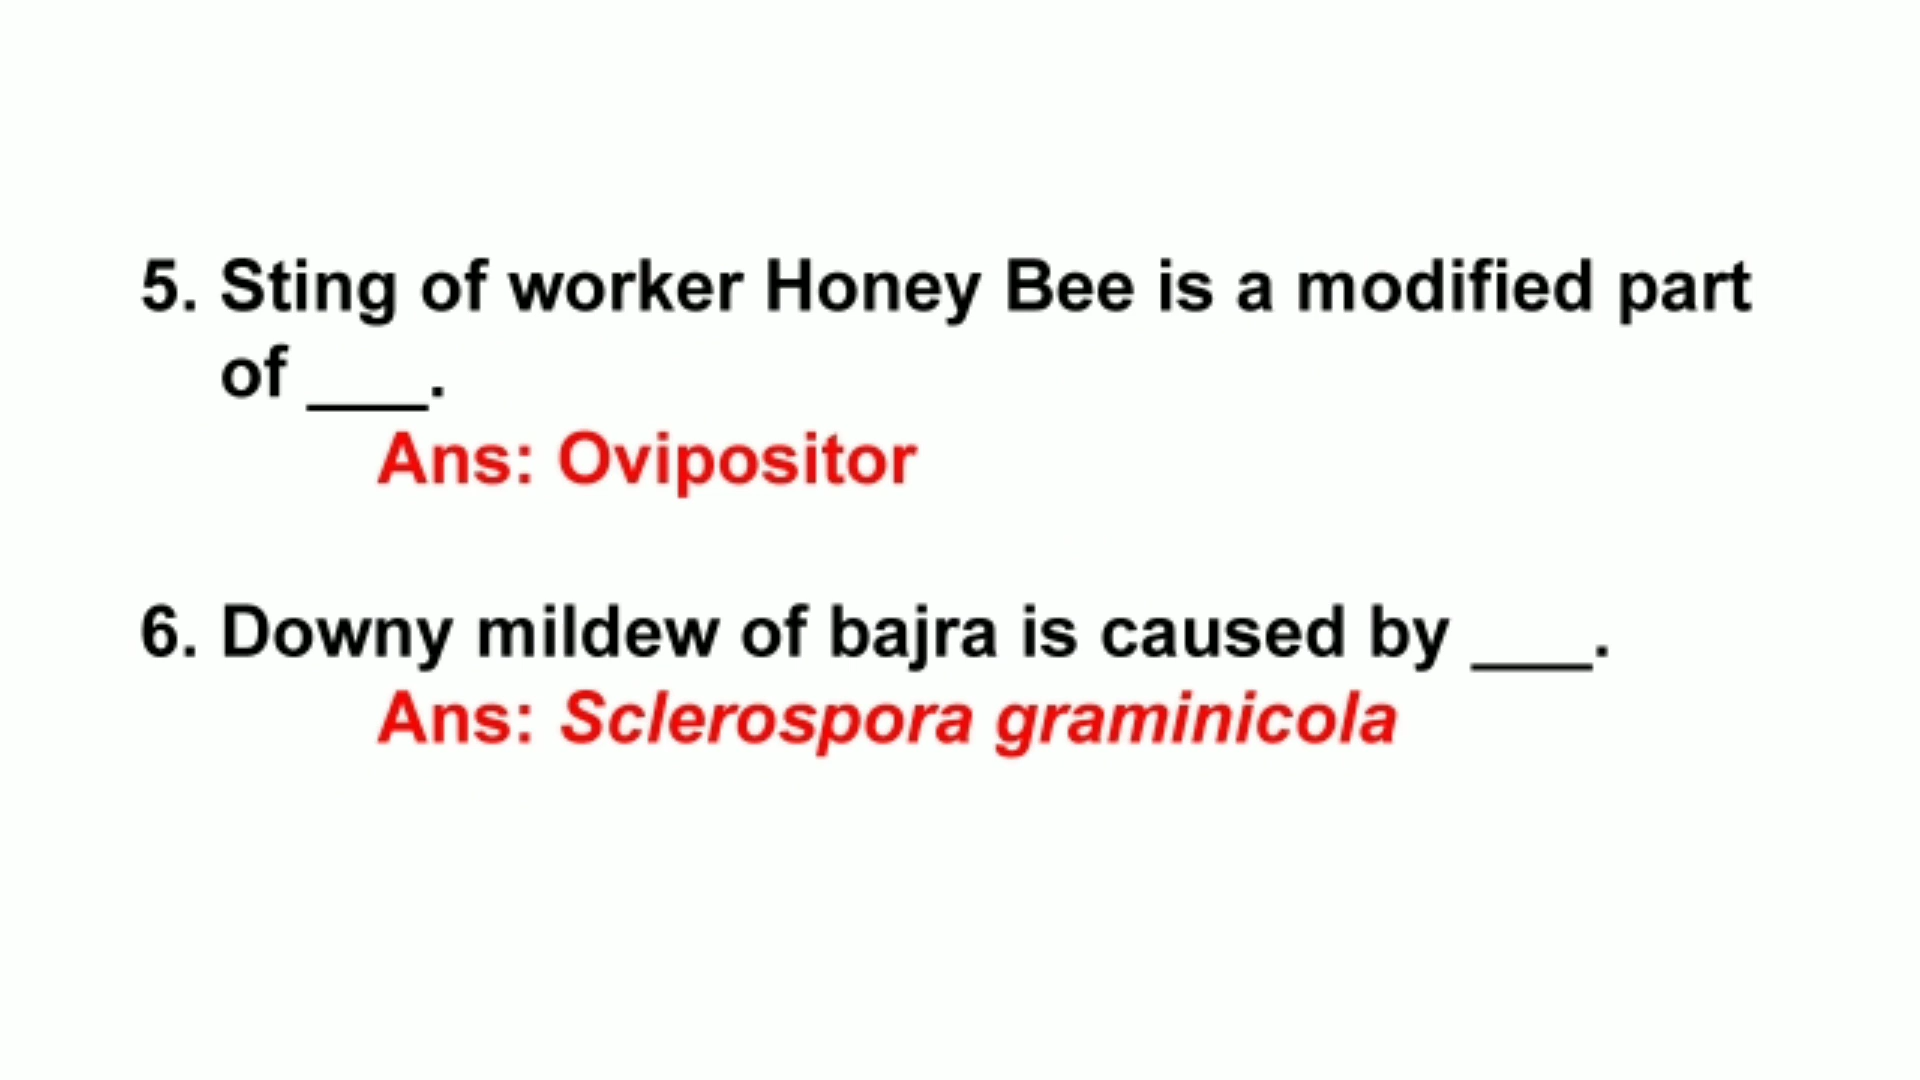 5. Sting of worker Honey Bee is a modified part
of ___.
Ans: Ovipositor
6. Downy mildew of bajra is caused by ___.
Ans: Sclerospora graminicola